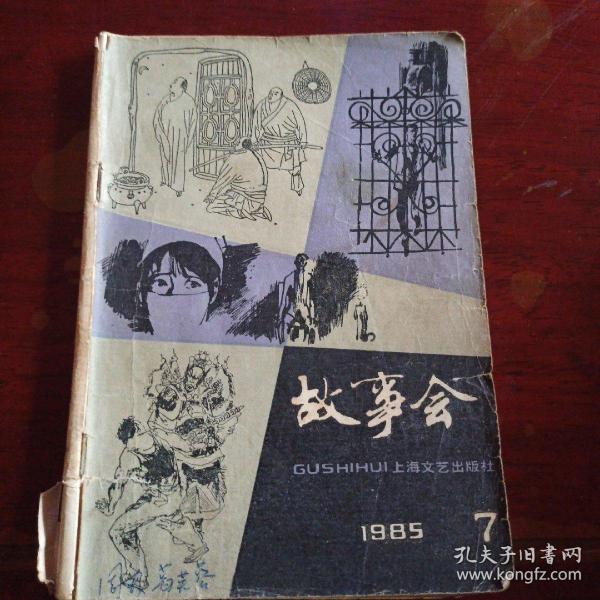 故事会
GUSHIHUI 上海文艺出版社
1985 7
孔夫子旧书网
www.kongfz.com